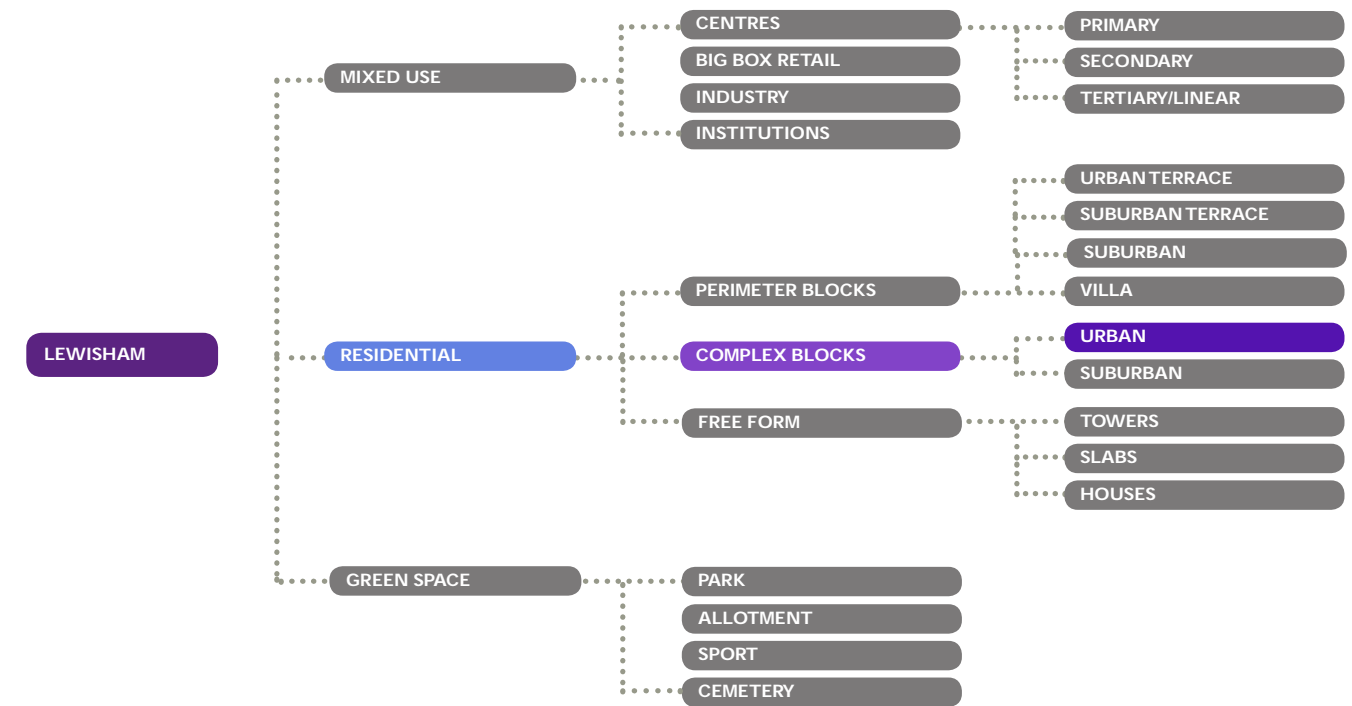 LEWISHAM
MIXED USE
CENTRES
PRIMARY
SECONDARY
TERTIARY/LINEAR
BIG BOX RETAIL
INDUSTRY
INSTITUTIONS
RESIDENTIAL
PERIMETER BLOCKS
URBAN TERRACE
SUBURBAN TERRACE
SUBURBAN
VILLA
COMPLEX BLOCKS
URBAN
SUBURBAN
FREE FORM
TOWERS
SLABS
HOUSES
GREEN SPACE
PARK
ALLOTMENT
SPORT
CEMETERY